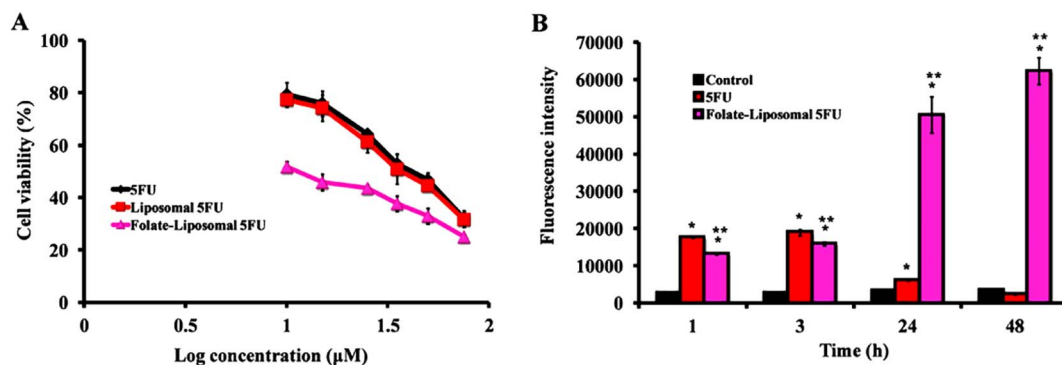 A
Cell viability (%)
100
80
60
40
20
0
5FU
Liposomal 5FU
Folate-Liposomal 5FU
0 0.5 1 1.5 2
Log concentration (µM)
B
Fluorescence intensity
70000
60000
50000
40000
30000
20000
10000
0
Control
5FU
Folate-Liposomal 5FU
* ** *
* ** *
* ** *
** *
1 3 24 48
Time (h)